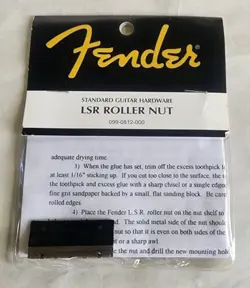 Fender
STANDARD GUITAR HARDWARE
LSR ROLLER NUT
099-0812-000
adequate drying time.
3) When the glue has set, trim off the excess toothpick l
at least 1/16" sticking up. If you cut too close to the surface, the t
the toothpick and excess glue with a sharp chisel or a single edge
fine grit sandpaper backed by a small, flat sanding block. Be care
rolled edges.
4) Place the Fender L.S.R. roller nut on the nut shelf to
The solid metal side of the nut should
nut so that it is even on both sides of the
or a sharp awl.
the nut and drill the new mounting hol